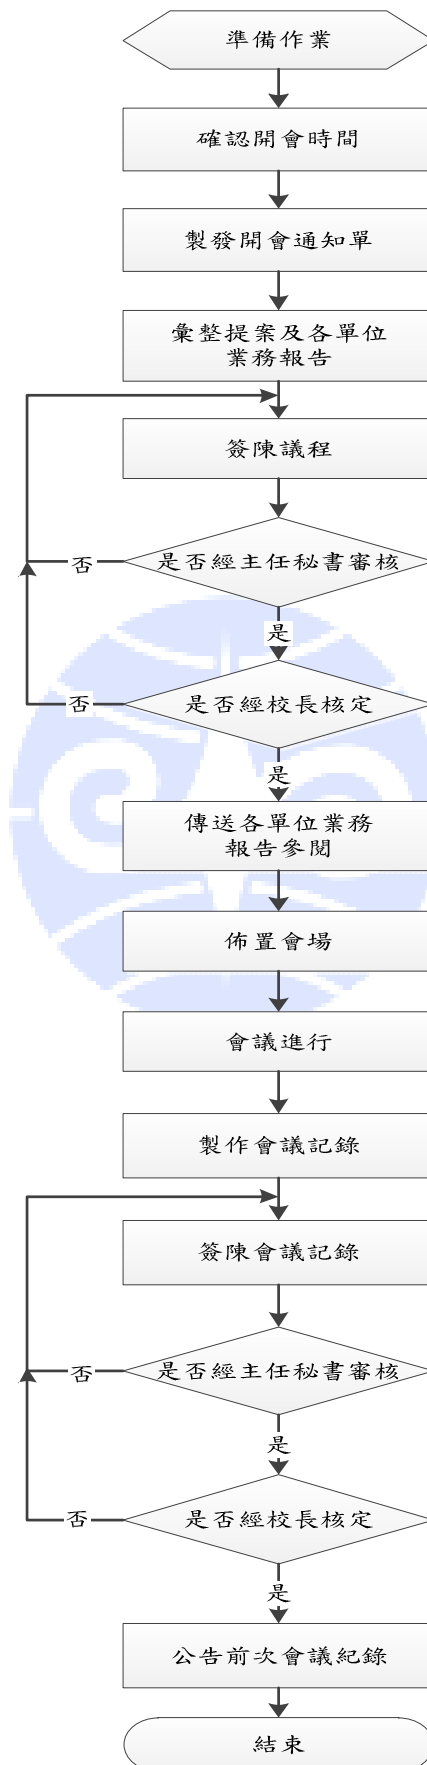 準備作業
確認開會時間
製發開會通知單
彙整提案及各單位
業務報告
簽陳議程
是否經主任秘書審核
否
是
是否經校長核定
否
是
傳送各單位業務
報告參閱
佈置會場
會議進行
製作會議記錄
簽陳會議記錄
是否經主任秘書審核
否
是
是否經校長核定
否
是
公告前次會議紀錄
結束